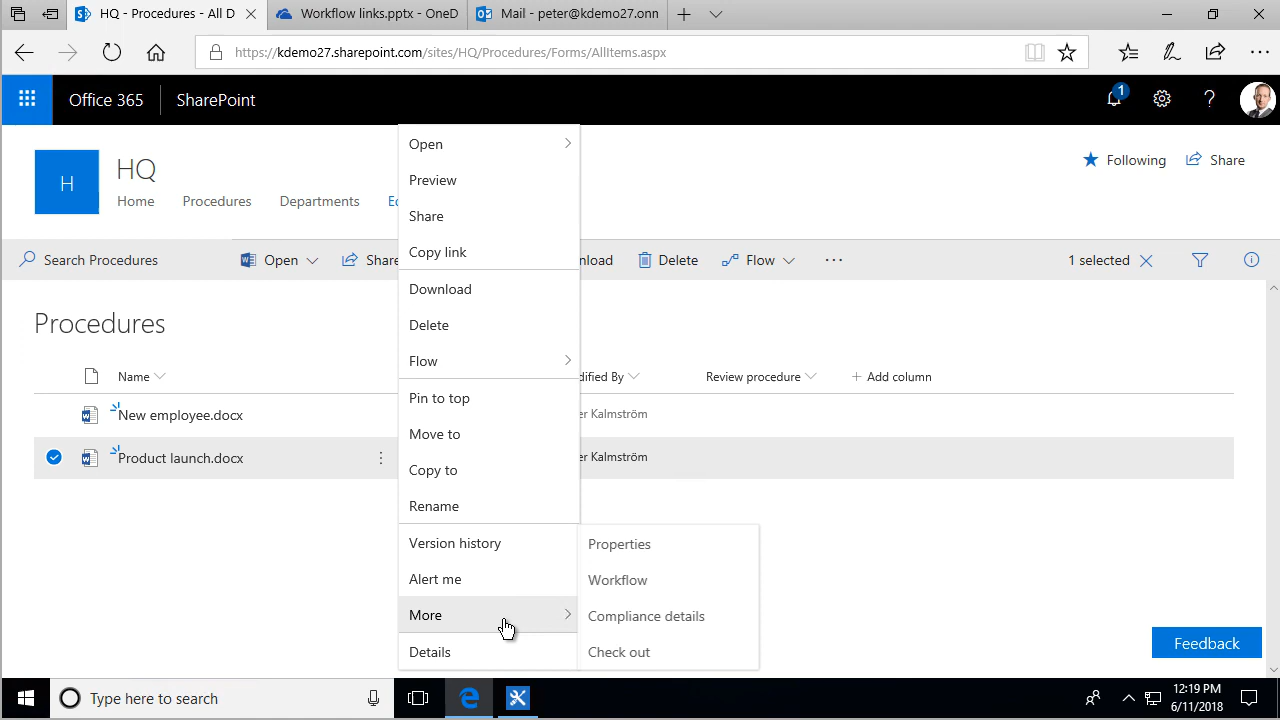 HQ - Procedures - All D
Workflow links.pptx - OneD
Mail - peter@kdemo27.onn
https://kdemo27.sharepoint.com/sites/HQ/Procedures/Forms/AllItems.aspx
Office 365
SharePoint
1
?
H
HQ
Home
Procedures
Departments
Following
Share
Search Procedures
Open
Share
Delete
Flow
1 selected
Open
Preview
Share
Copy link
Download
Delete
Flow
Pin to top
Move to
Copy to
Rename
Version history
Alert me
More
Details
Properties
Workflow
Compliance details
Check out
Procedures
Name
Review procedure
+ Add column
New employee.docx
er Kalmström
Product launch.docx
er Kalmström
Feedback
Type here to search
12:19 PM
6/11/2018